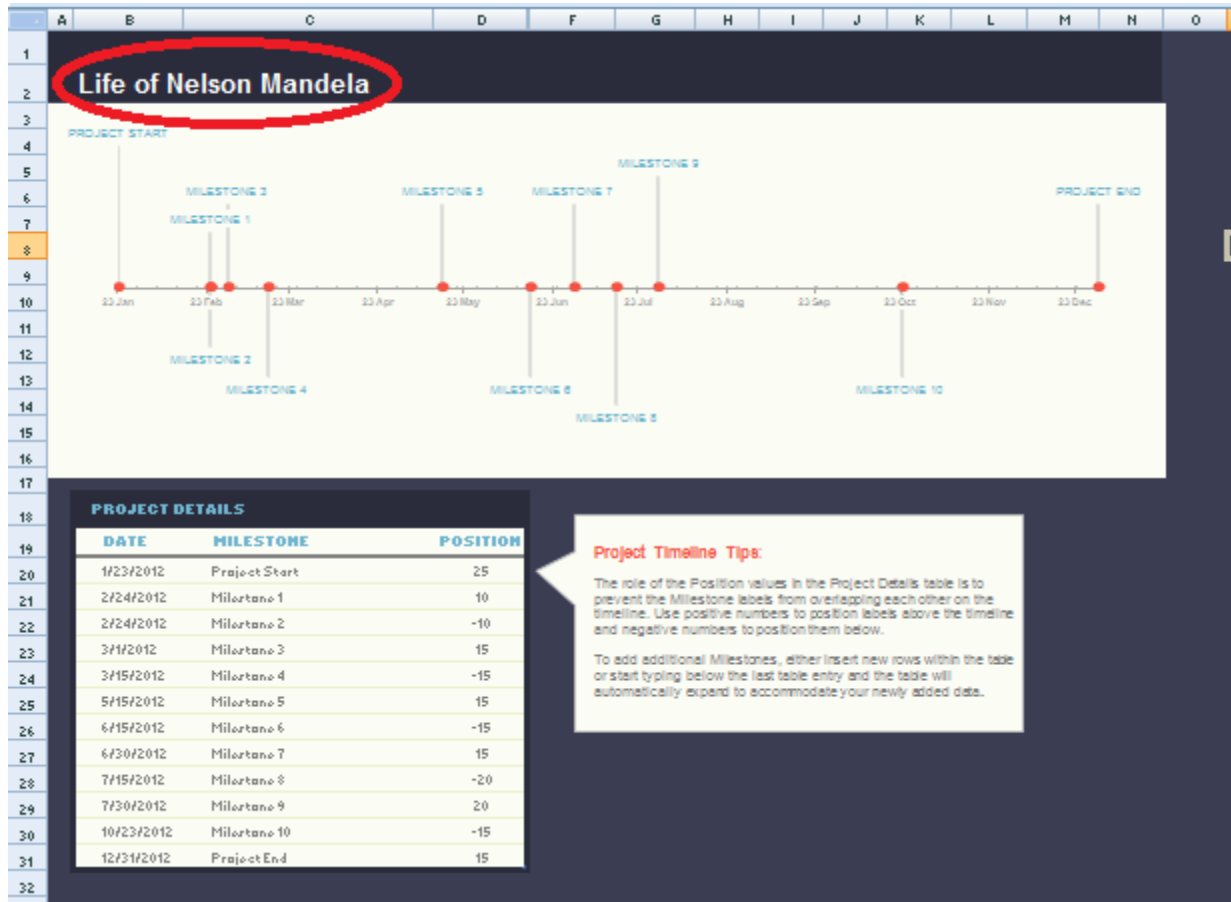 A B C D F G H I J K L M N O
1
2 Life of Nelson Mandela
3
PROJECT START
4
5 MILESTONE 9
6 MILESTONE 3 MILESTONE 5 MILESTONE 7 PROJECT END
7 MILESTONE 1
8
9
10 23 Jan 23 Feb 23 Mar 23 Apr 23 May 23 Jun 23 Jul 23 Aug 23 Sep 23 Oct 23 Nov 23 Dec
11
12 MILESTONE 2
13 MILESTONE 4 MILESTONE 6 MILESTONE 10
14 MILESTONE 8
15
16
17
18 PROJECT DETAILS
19 DATE MILESTONE POSITION
20 1/23/2012 Project Start 25
21 2/24/2012 Milestone 1 10
22 2/24/2012 Milestone 2 -10
23 3/1/2012 Milestone 3 15
24 3/15/2012 Milestone 4 -15
25 5/15/2012 Milestone 5 15
26 6/15/2012 Milestone 6 -15
27 6/30/2012 Milestone 7 15
28 7/15/2012 Milestone 8 -20
29 7/30/2012 Milestone 9 20
30 10/23/2012 Milestone 10 -15
31 12/31/2012 Project End 15
32
Project Timeline Tips:
The role of the Position values in the Project Details table is to
prevent the Milestone labels from overlapping each other on the
timeline. Use positive numbers to position labels above the timeline
and negative numbers to position them below.
To add additional Milestones, either insert new rows within the table
or start typing below the last table entry and the table will
automatically expand to accommodate your newly added data.